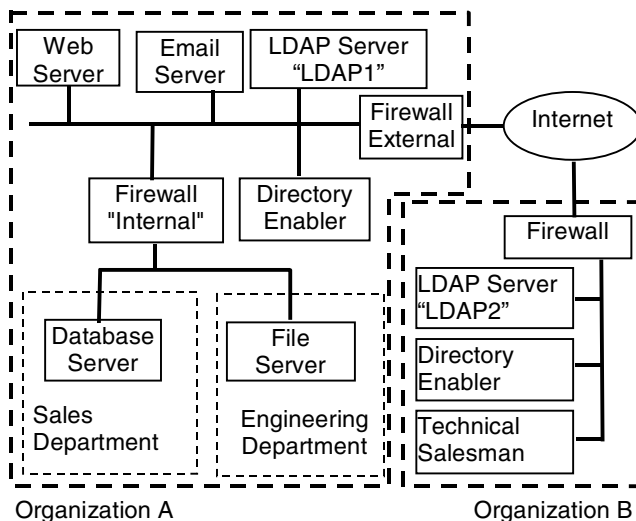 Web
Server
Email
Server
LDAP Server
“LDAP1”
Firewall
External
Internet
Firewall
"Internal"
Directory
Enabler
Firewall
LDAP Server
“LDAP2”
Database
Server
File
Server
Directory
Enabler
Sales
Department
Engineering
Department
Technical
Salesman
Organization A
Organization B